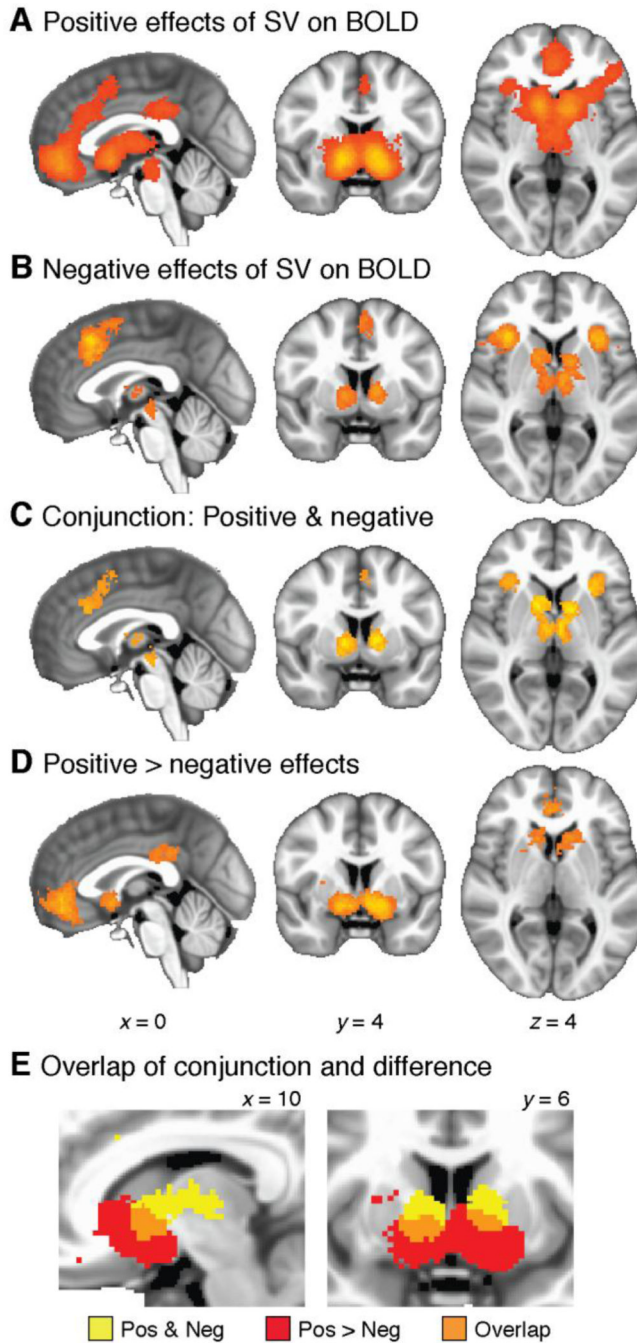 A Positive effects of SV on BOLD
B Negative effects of SV on BOLD
C Conjunction: Positive & negative
D Positive > negative effects
x = 0 y = 4 z = 4
E Overlap of conjunction and difference
x = 10 y = 6
Pos & Neg Pos > Neg Overlap